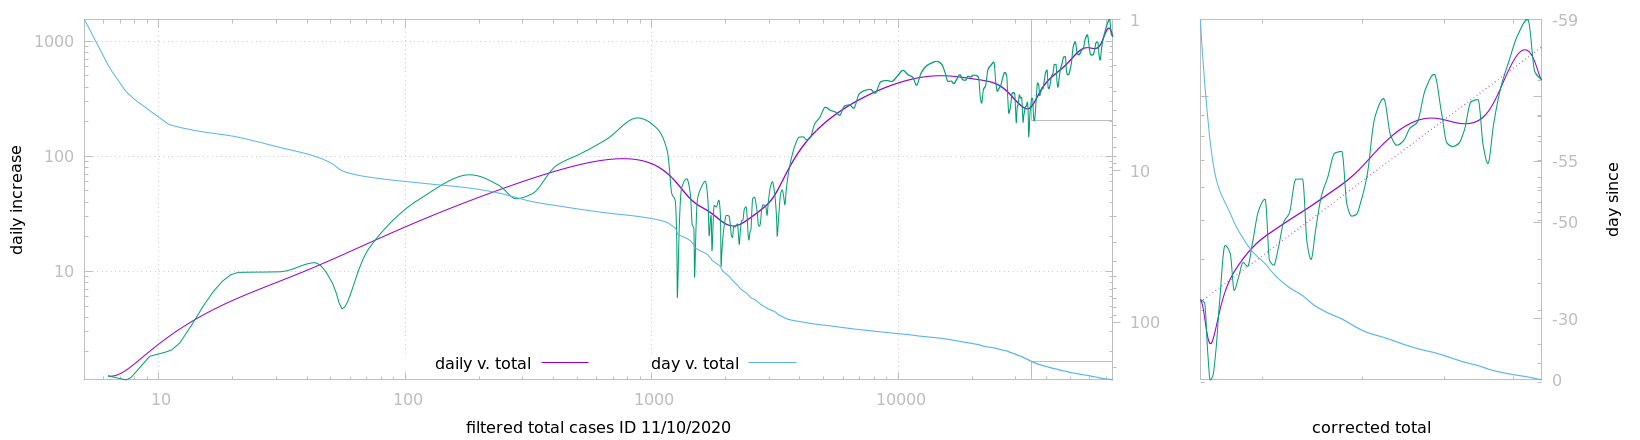 daily increase
1000
100
10
daily v. total
day v. total
10
100
1000
10000
filtered total cases ID 11/10/2020
1
10
100
-59
-55
-50
-30
0
day since
corrected total